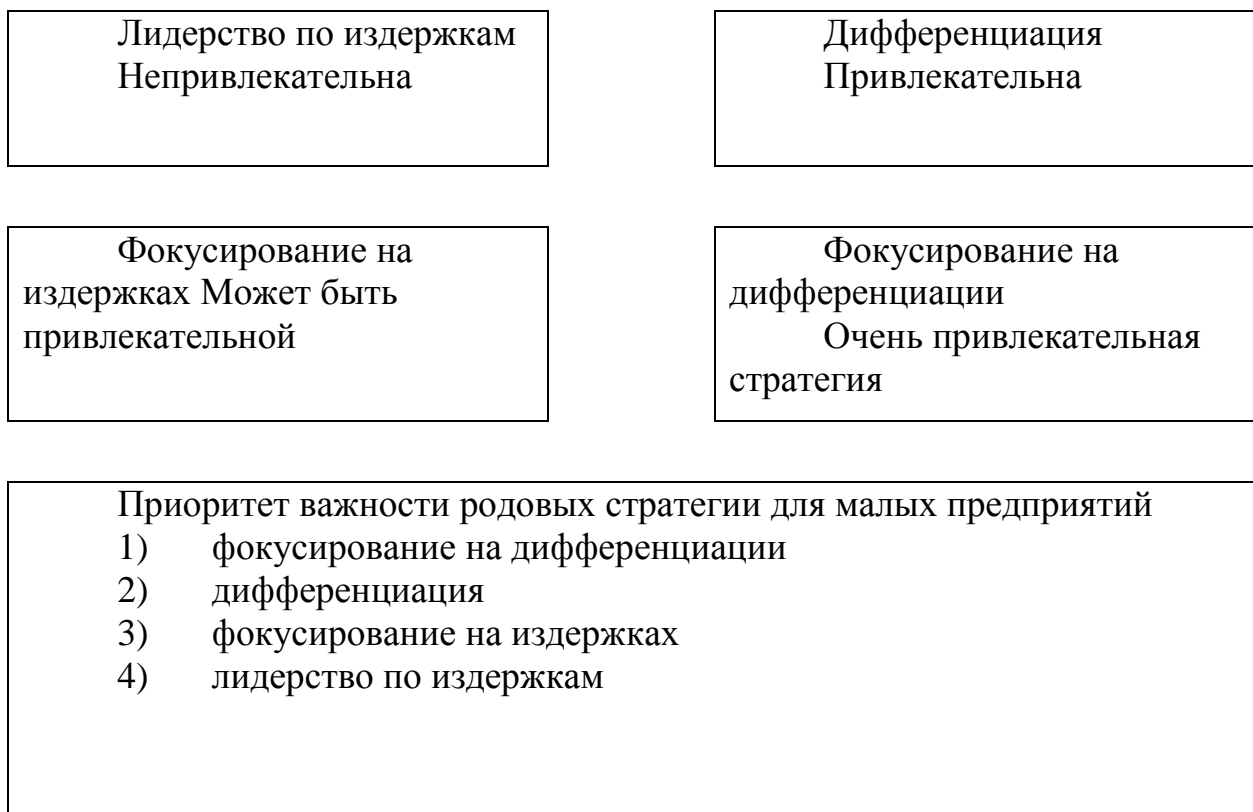 Лидерство по издержкам
Непривлекательна
Дифференциация
Привлекательна
Фокусирование на
издержках Может быть
привлекательной
Фокусирование на
дифференциации
Очень привлекательная
стратегия
Приоритет важности родовых стратегии для малых предприятий
1) фокусирование на дифференциации
2) дифференциация
3) фокусирование на издержках
4) лидерство по издержкам